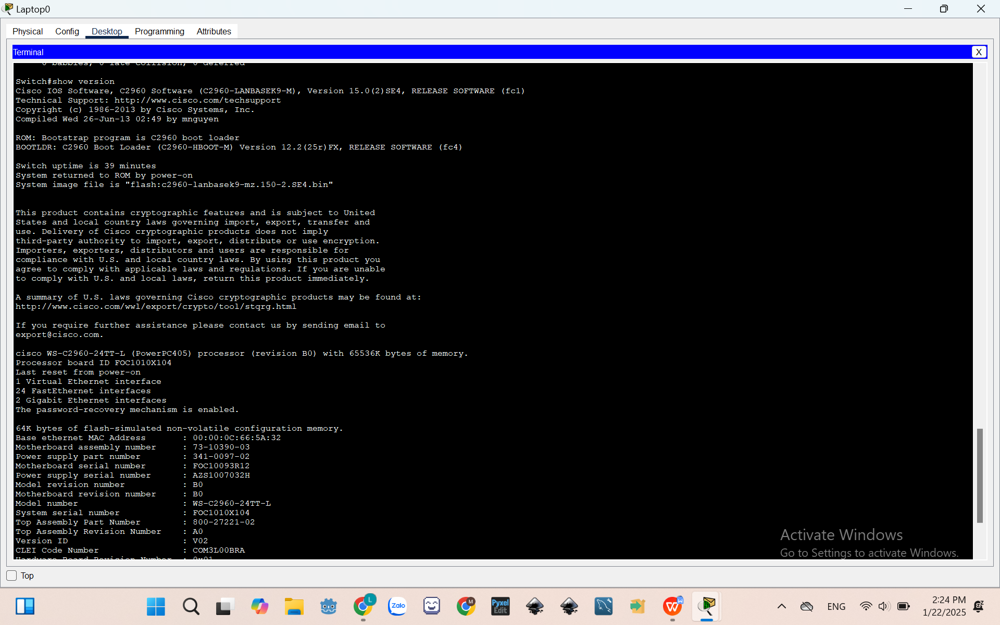 Laptop0
Physical Config Desktop Programming Attributes
Terminal X
0 babbles, 0 late collision, 0 deferred
Switch#show version
Cisco IOS Software, C2960 Software (C2960-LANBASEK9-M), Version 15.0(2)SE4, RELEASE SOFTWARE (fc1)
Technical Support: http://www.cisco.com/techsupport
Copyright (c) 1986-2013 by Cisco Systems, Inc.
Compiled Wed 26-Jun-13 02:49 by mnguyen
ROM: Bootstrap program is C2960 boot loader
BOOTLDR: C2960 Boot Loader (C2960-HBOOT-M) Version 12.2(25r)FX, RELEASE SOFTWARE (fc4)
Switch uptime is 39 minutes
System returned to ROM by power-on
System image file is "flash:c2960-lanbasek9-mz.150-2.SE4.bin"
This product contains cryptographic features and is subject to United
States and local country laws governing import, export, transfer and
use. Delivery of Cisco cryptographic products does not imply
third-party authority to import, export, distribute or use encryption.
Importers, exporters, distributors and users are responsible for
compliance with U.S. and local country laws. By using this product you
agree to comply with applicable laws and regulations. If you are unable
to comply with U.S. and local laws, return this product immediately.
A summary of U.S. laws governing Cisco cryptographic products may be found at:
http://www.cisco.com/wwl/export/crypto/tool/stqrg.html
If you require further assistance please contact us by sending email to
export@cisco.com.
cisco WS-C2960-24TT-L (PowerPC405) processor (revision B0) with 65536K bytes of memory.
Processor board ID FOC1010X104
Last reset from power-on
1 Virtual Ethernet interface
24 FastEthernet interfaces
2 Gigabit Ethernet interfaces
The password-recovery mechanism is enabled.
64K bytes of flash-simulated non-volatile configuration memory.
Base ethernet MAC Address : 00:00:0C:66:5A:32
Motherboard assembly number : 73-10390-03
Power supply part number : 341-0097-02
Motherboard serial number : FOC10093R12
Power supply serial number : AZS1007032H
Model revision number : B0
Motherboard revision number : B0
Model number : WS-C2960-24TT-L
System serial number : FOC1010X104
Top Assembly Part Number : 800-27221-02
Top Assembly Revision Number : A0
Version ID : V02
CLEI Code Number : COM3L00BRA
Hardware Board Revision Number : 0x01
Activate Windows
Go to Settings to activate Windows.
Top
L
Zalo
M
Pyxel
Edit
W
W
ENG
2:24 PM
1/22/2025